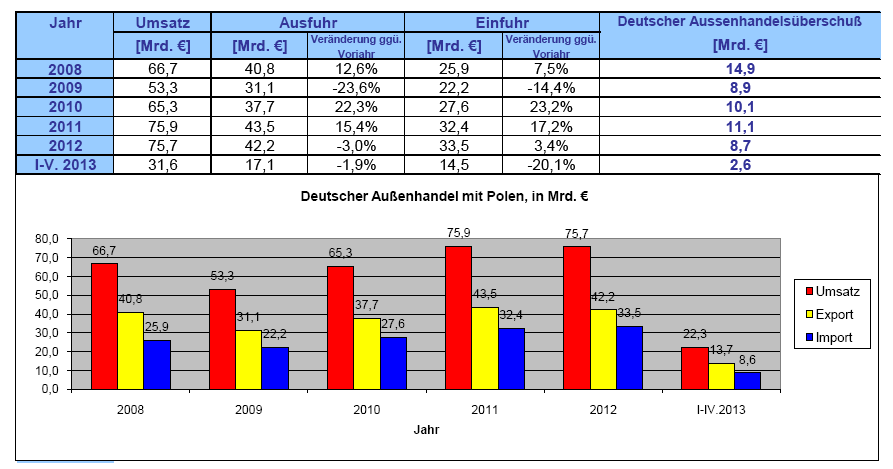 Jahr Umsatz Ausfuhr Einfuhr Deutscher Aussenhandelsüberschuß
[Mrd. €] [Mrd. €] Veränderung ggü. Vorjahr [Mrd. €] Veränderung ggü. Vorjahr [Mrd. €]
2008 66,7 40,8 12,6% 25,9 7,5% 14,9
2009 53,3 31,1 -23,6% 22,2 -14,4% 8,9
2010 65,3 37,7 22,3% 27,6 23,2% 10,1
2011 75,9 43,5 15,4% 32,4 17,2% 11,1
2012 75,7 42,2 -3,0% 33,5 3,4% 8,7
I-V. 2013 31,6 17,1 -1,9% 14,5 -20,1% 2,6
Deutscher Außenhandel mit Polen, in Mrd. €
80,0
70,0
60,0
50,0
40,0
30,0
20,0
10,0
0,0
66,7 40,8 25,9
53,3 31,1 22,2
65,3 37,7 27,6
75,9 43,5 32,4
75,7 42,2 33,5
22,3 13,7 8,6
2008 2009 2010 2011 2012 I-IV.2013
Jahr
Umsatz
Export
Import